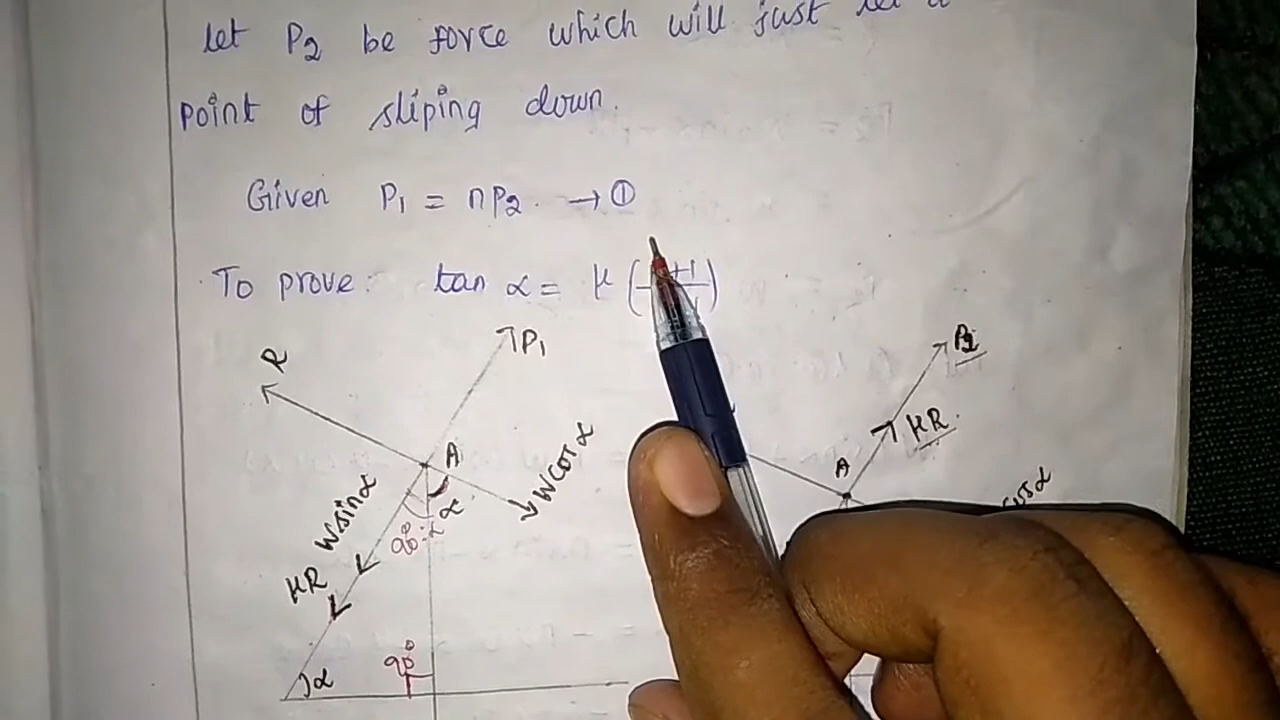 let P2 be force which will just let a
point of sliping down.
Given P1 = nP2. → ①
To prove: tan α = μ (
R
P1
A
W cos α
W sin α
μR
90°-α
α
90°
α
P2
μR.
A